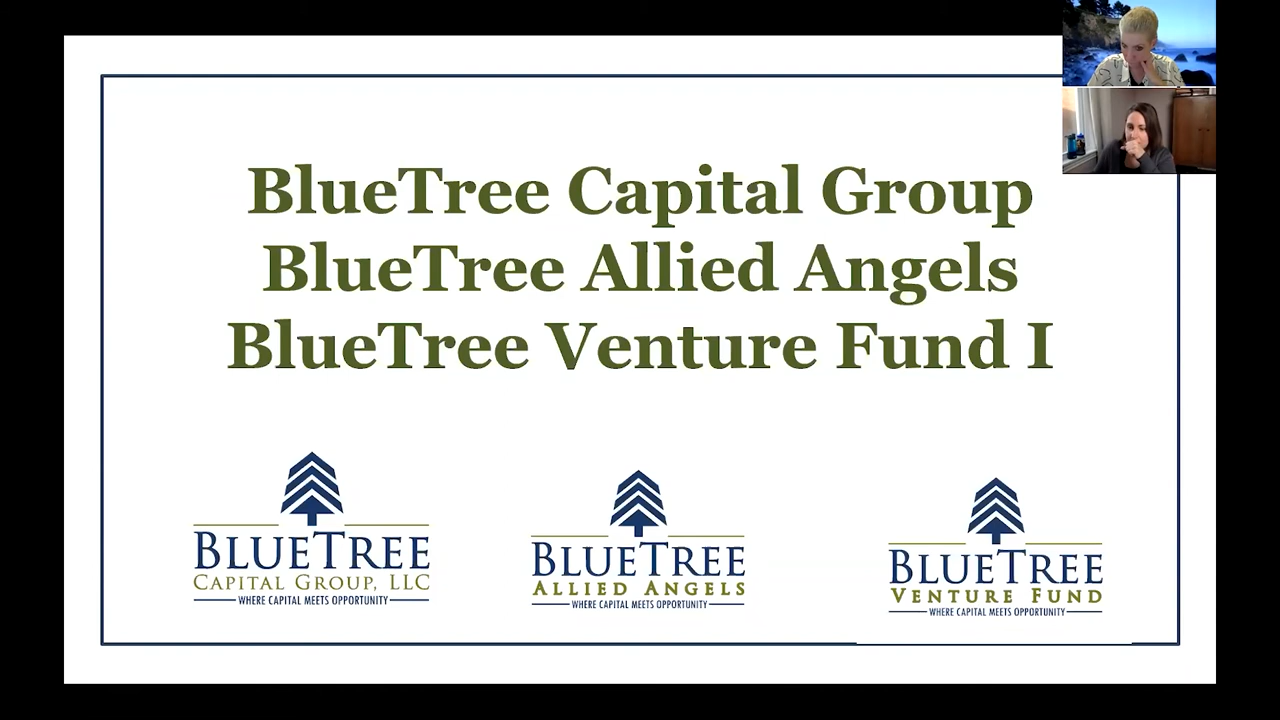 BlueTree Capital Group
BlueTree Allied Angels
BlueTree Venture Fund I
BLUETREE
CAPITAL GROUP, LLC
WHERE CAPITAL MEETS OPPORTUNITY
BLUETREE
ALLIED ANGELS
WHERE CAPITAL MEETS OPPORTUNITY
BLUETREE
VENTURE FUND
WHERE CAPITAL MEETS OPPORTUNITY